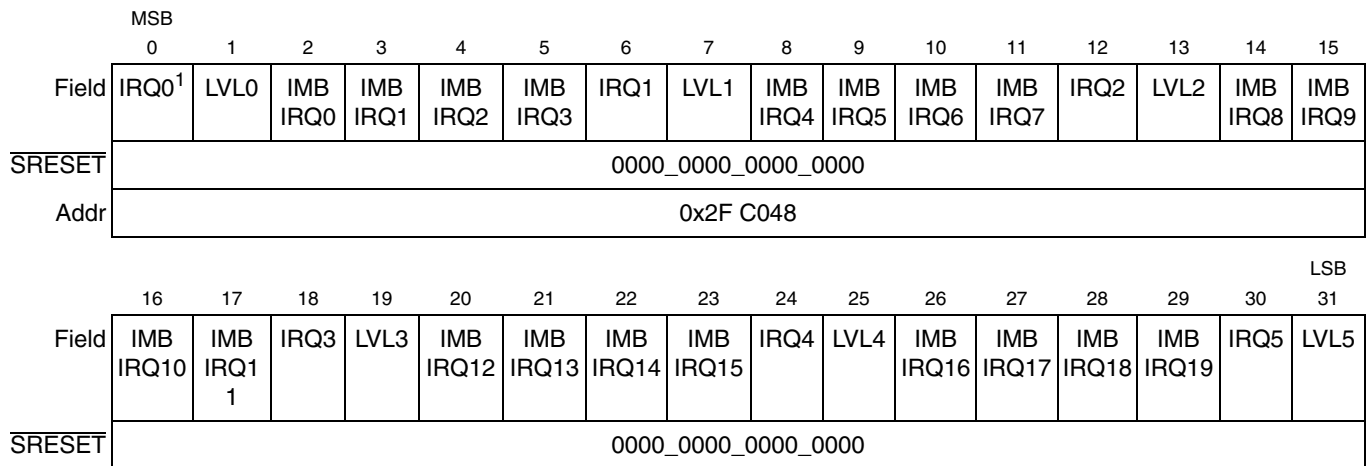 MSB
0 1 2 3 4 5 6 7 8 9 10 11 12 13 14 15
Field IRQ0¹ LVL0 IMB IMB IMB IMB IRQ1 LVL1 IMB IMB IMB IMB IRQ2 LVL2 IMB IMB
IRQ0 IRQ1 IRQ2 IRQ3 IRQ4 IRQ5 IRQ6 IRQ7 IRQ8 IRQ9
SRESET 0000_0000_0000_0000
Addr 0x2F C048
LSB
16 17 18 19 20 21 22 23 24 25 26 27 28 29 30 31
Field IMB IMB IRQ3 LVL3 IMB IMB IMB IMB IRQ4 LVL4 IMB IMB IMB IMB IRQ5 LVL5
IRQ10 IRQ1 IRQ12 IRQ13 IRQ14 IRQ15 IRQ16 IRQ17 IRQ18 IRQ19
1
SRESET 0000_0000_0000_0000